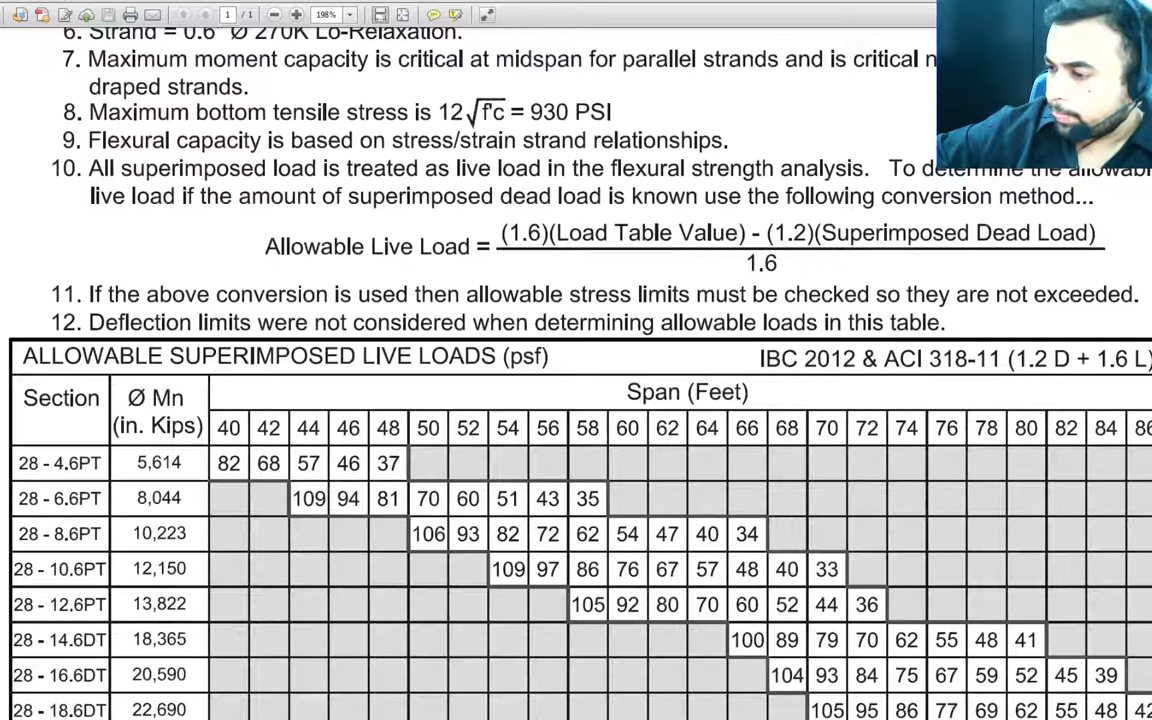 1 / 1
198%
6. Strand = 0.6" Ø 270K Lo-Relaxation.
7. Maximum moment capacity is critical at midspan for parallel strands and is critical n
draped strands.
8. Maximum bottom tensile stress is 12√f'c = 930 PSI
9. Flexural capacity is based on stress/strain strand relationships.
10. All superimposed load is treated as live load in the flexural strength analysis. To determine the allowab
live load if the amount of superimposed dead load is known use the following conversion method...
Allowable Live Load = (1.6)(Load Table Value) - (1.2)(Superimposed Dead Load)
1.6
11. If the above conversion is used then allowable stress limits must be checked so they are not exceeded.
12. Deflection limits were not considered when determining allowable loads in this table.
ALLOWABLE SUPERIMPOSED LIVE LOADS (psf) IBC 2012 & ACI 318-11 (1.2 D + 1.6 L)
Section Ø Mn (in. Kips) Span (Feet)
40 42 44 46 48 50 52 54 56 58 60 62 64 66 68 70 72 74 76 78 80 82 84 86
28 - 4.6PT 5,614 82 68 57 46 37
28 - 6.6PT 8,044 109 94 81 70 60 51 43 35
28 - 8.6PT 10,223 106 93 82 72 62 54 47 40 34
28 - 10.6PT 12,150 109 97 86 76 67 57 48 40 33
28 - 12.6PT 13,822 105 92 80 70 60 52 44 36
28 - 14.6DT 18,365 100 89 79 70 62 55 48 41
28 - 16.6DT 20,590 104 93 84 75 67 59 52 45 39
28 - 18.6DT 22,690 105 95 86 77 69 62 55 48 42